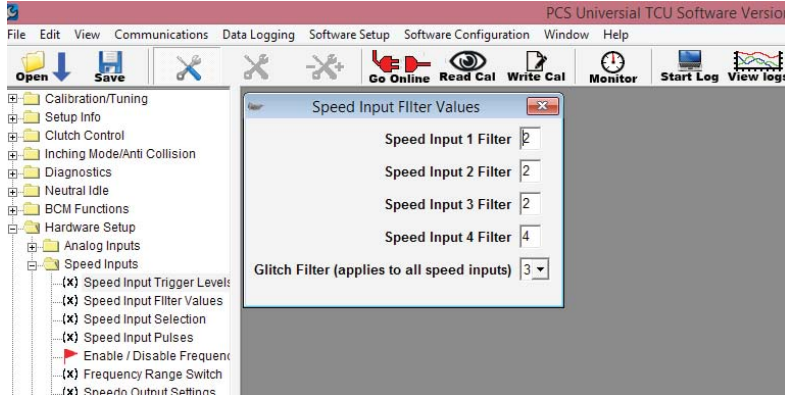 PCS Universial TCU Software Version
File Edit View Communications Data Logging Software Setup Software Configuration Window Help
Open Save Go Online Read Cal Write Cal Monitor Start Log View logs
Calibration/Tuning
Setup Info
Clutch Control
Inching Mode/Anti Collision
Diagnostics
Neutral Idle
BCM Functions
Hardware Setup
Analog Inputs
Speed Inputs
(x) Speed Input Trigger Levels
(x) Speed Input FIlter Values
(x) Speed Input Selection
(x) Speed Input Pulses
Enable / Disable Frequenc
(x) Frequency Range Switch
(x) Speedo Output Settings
Speed Input FIlter Values
Speed Input 1 Filter 2
Speed Input 2 Filter 2
Speed Input 3 Filter 2
Speed Input 4 Filter 4
Glitch Filter (applies to all speed inputs) 3